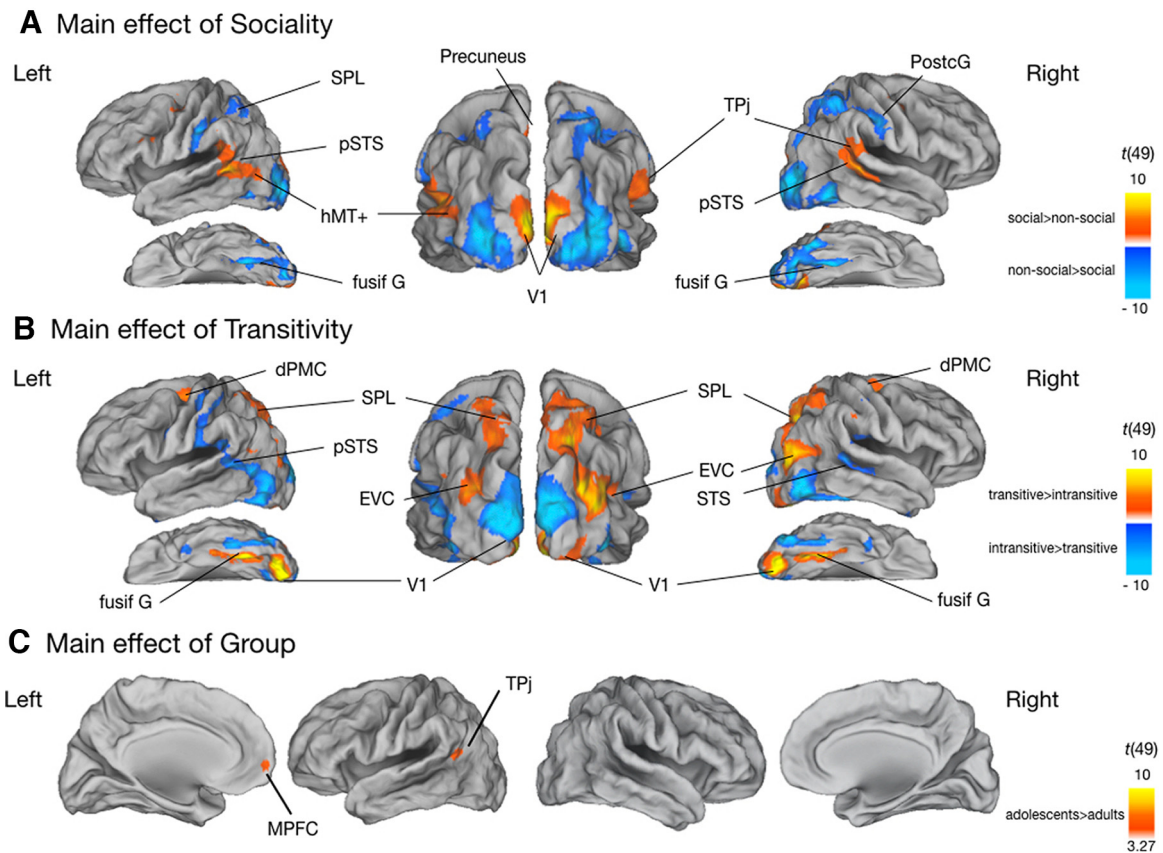 A Main effect of Sociality
Left
SPL
Precuneus
PostcG
Right
TPj
pSTS
hMT+
pSTS
fusif G
V1
fusif G
t(49)
10
social>non-social
non-social>social
- 10
B Main effect of Transitivity
Left
dPMC
SPL
pSTS
EVC
SPL
EVC
STS
dPMC
Right
V1
V1
fusif G
fusif G
t(49)
10
transitive>intransitive
intransitive>transitive
- 10
C Main effect of Group
Left
TPj
MPFC
Right
t(49)
10
adolescents>adults
3.27